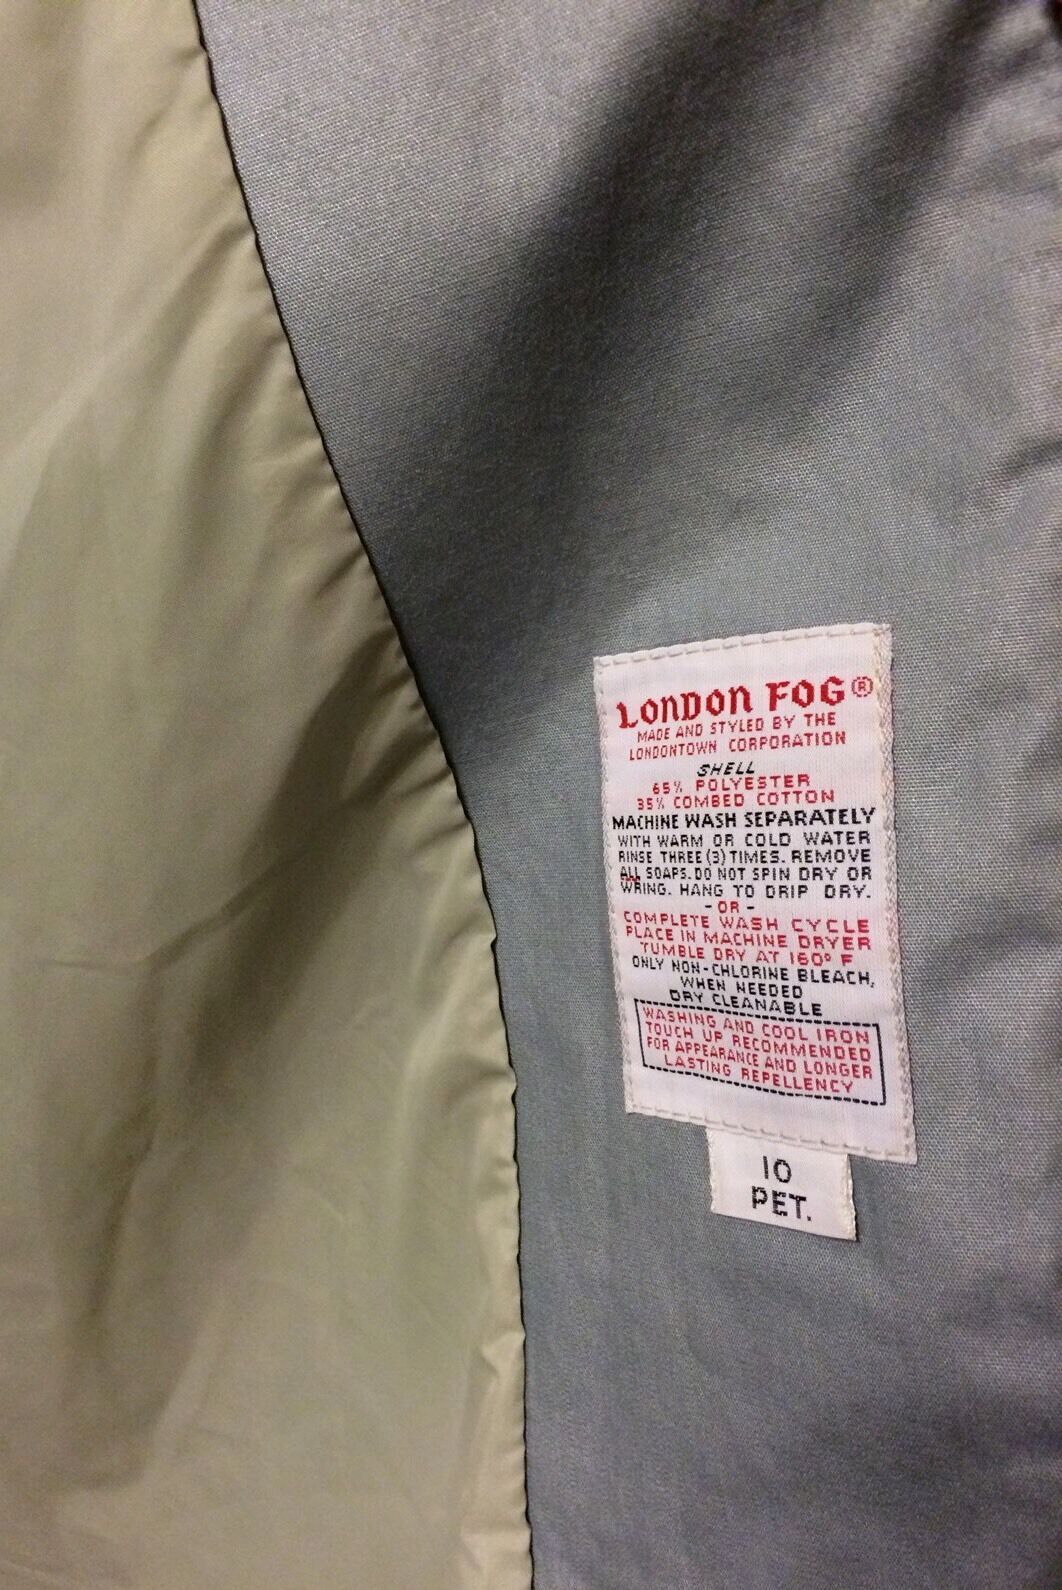 LONDON FOG®
MADE AND STYLED BY THE
LONDONTOWN CORPORATION
SHELL
65% POLYESTER
35% COMBED COTTON
MACHINE WASH SEPARATELY
WITH WARM OR COLD WATER
RINSE THREE (3) TIMES. REMOVE
ALL SOAPS. DO NOT SPIN DRY OR
WRING. HANG TO DRIP DRY.
-OR-
COMPLETE WASH CYCLE
PLACE IN MACHINE DRYER
TUMBLE DRY AT 160° F
ONLY NON-CHLORINE BLEACH,
WHEN NEEDED
DRY CLEANABLE
WASHING AND COOL IRON
TOUCH UP RECOMMENDED
FOR APPEARANCE AND LONGER
LASTING REPELLENCY
10
PET.